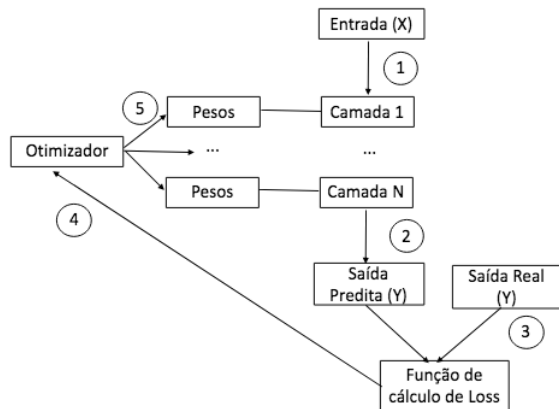 Entrada (X)
1
5
Pesos
Camada 1
Otimizador
...
...
Pesos
Camada N
4
2
Saída
Predita (Y)
Saída Real
(Y)
3
Função de
cálculo de Loss